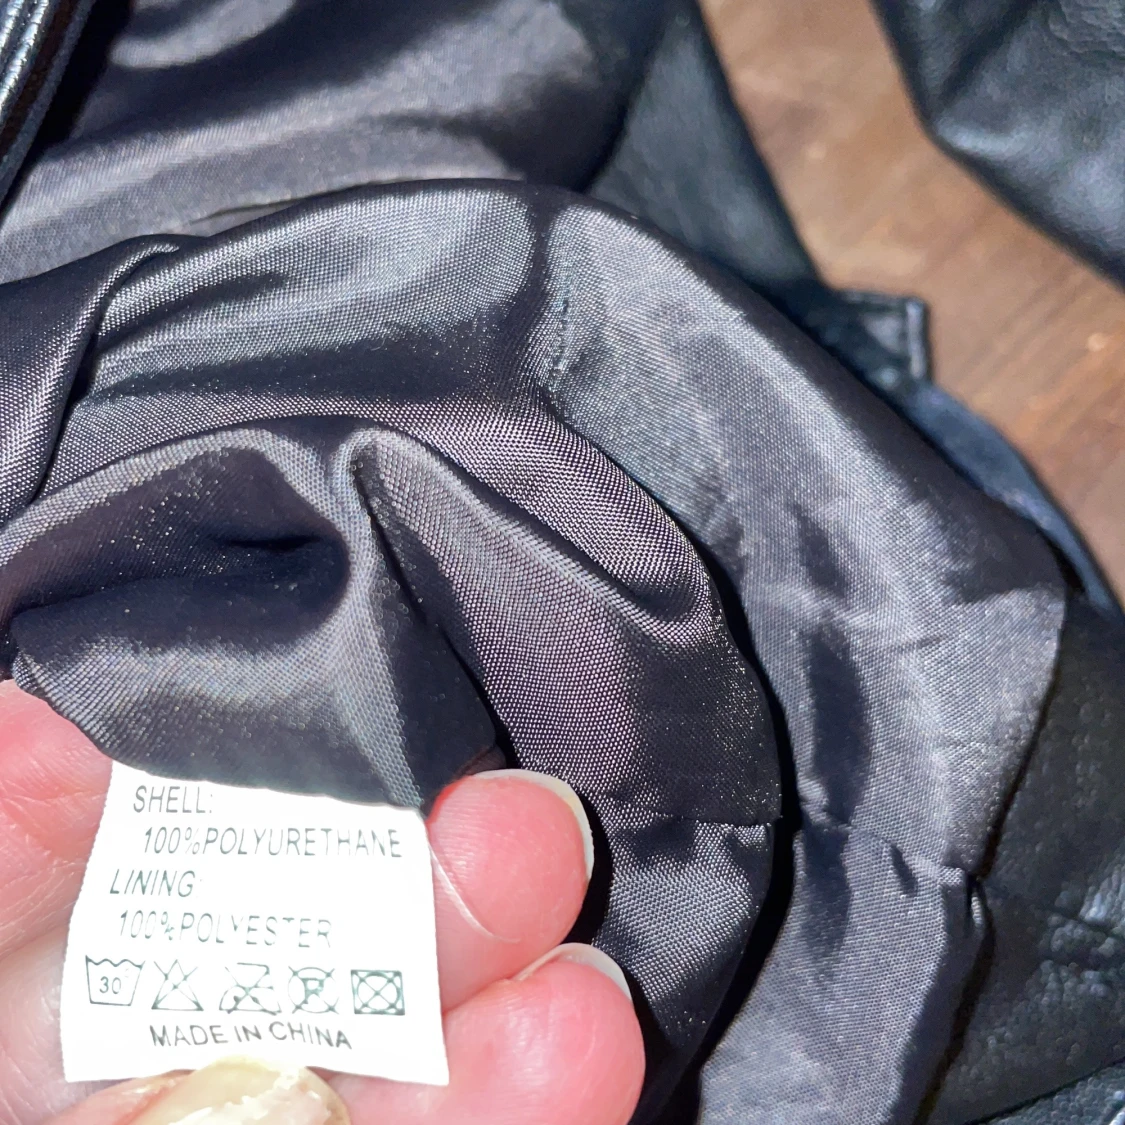 SHELL:
100%POLYURETHANE
LINING:
100%POLYESTER
30° P
MADE IN CHINA